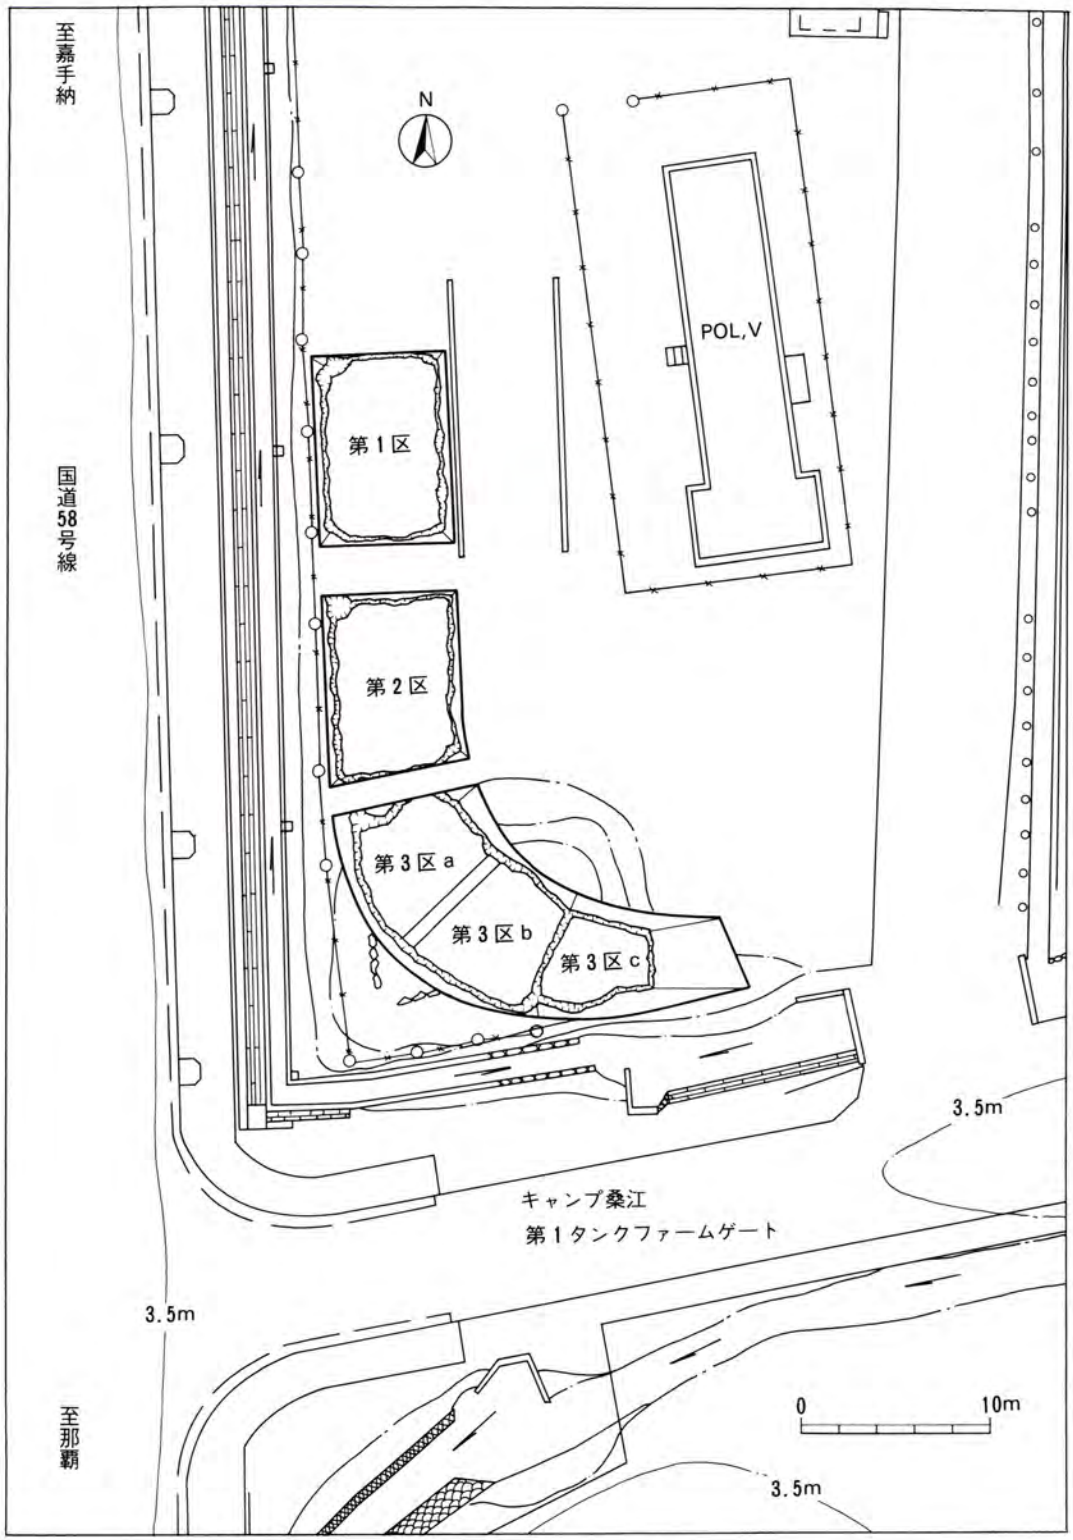 至嘉手納
N
POL,V
第1区
国道58号線
第2区
第3区a
第3区b
第3区c
3.5m
キャンプ桑江
第1タンクファームゲート
3.5m
至那覇
0 10m
3.5m